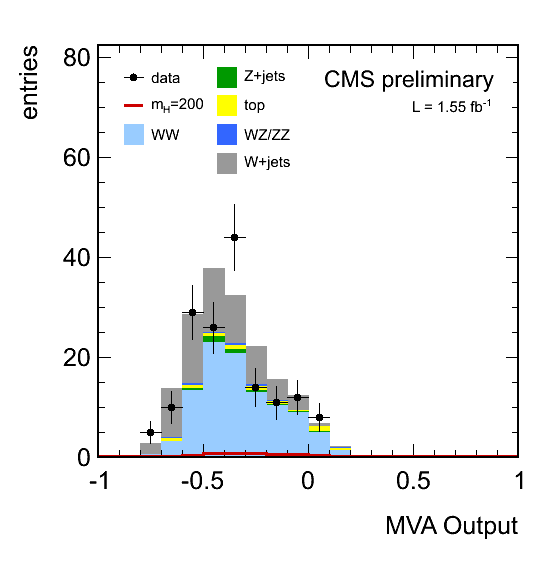 entries
80
60
40
20
0
data
m_H=200
WW
Z+jets
top
WZ/ZZ
W+jets
CMS preliminary
L = 1.55 fb⁻¹
-1 -0.5 0 0.5 1
MVA Output